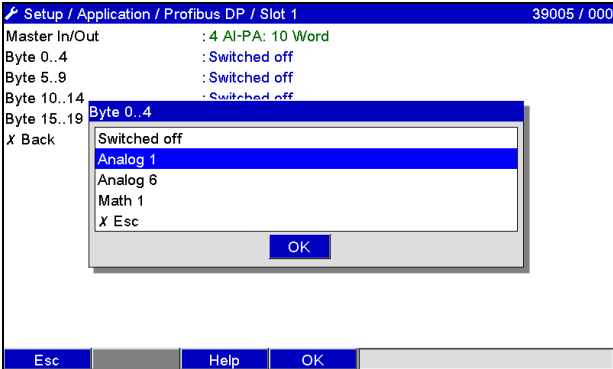 Setup / Application / Profibus DP / Slot 1 39005 / 000
Master In/Out : 4 AI-PA: 10 Word
Byte 0..4 : Switched off
Byte 5..9 : Switched off
Byte 10..14 : Switched off
Byte 15..19
X Back
Byte 0..4
Switched off
Analog 1
Analog 6
Math 1
X Esc
OK
Esc Help OK